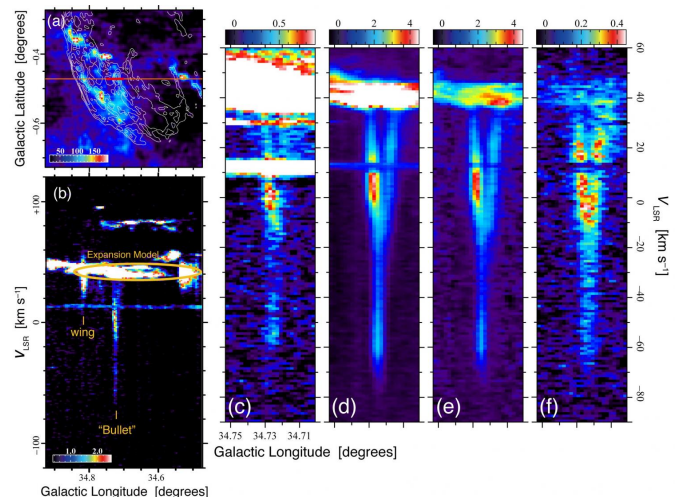 0 0.5
0 2 4
0 2 4
0 0.2 0.4
(a)
Galactic Latitude [degrees]
-0.4
-0.6
50 100 150
(b)
+100
0
-100
V_LSR [km s⁻¹]
Expansion Model
wing
"Bullet"
1.0 2.0
34.8 34.6
Galactic Longitude [degrees]
(c)
(d)
(e)
(f)
34.75 34.73 34.71
Galactic Longitude [degrees]
60
40
20
0
-20
-40
-60
-80
V_LSR [km s⁻¹]